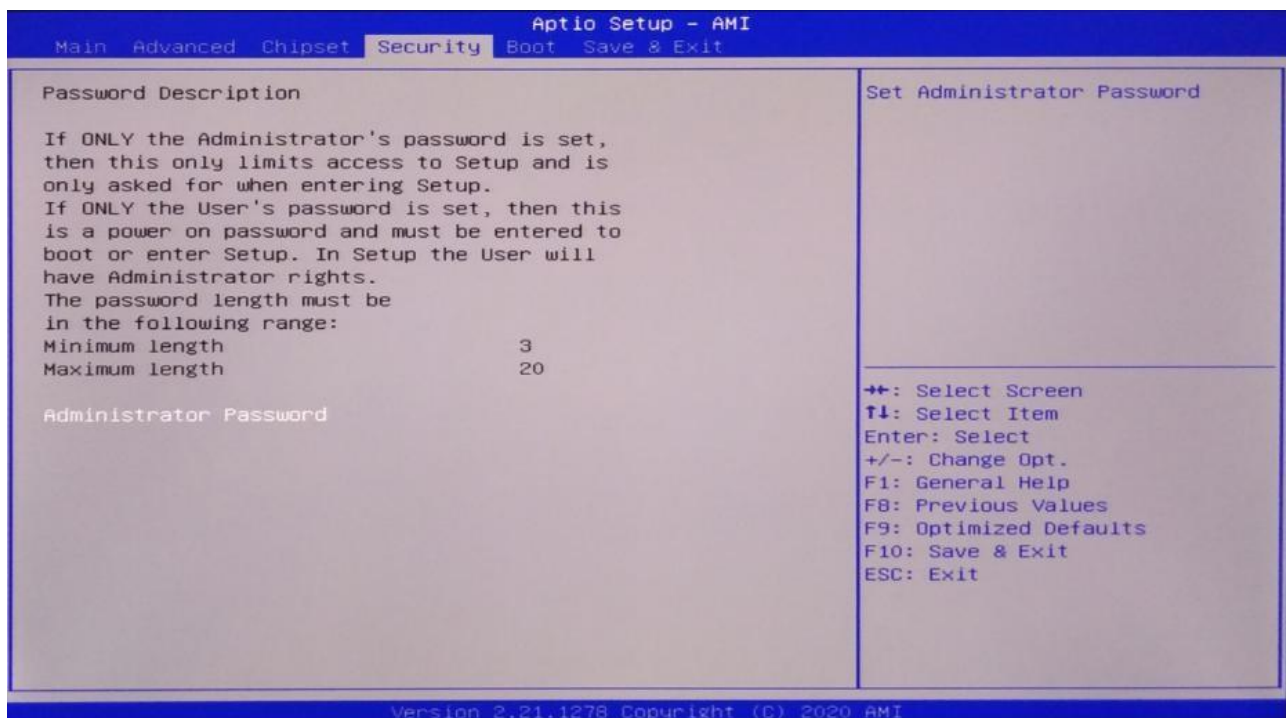 Aptio Setup - AMI
Main Advanced Chipset Security Boot Save & Exit
Password Description
If ONLY the Administrator's password is set,
then this only limits access to Setup and is
only asked for when entering Setup.
If ONLY the User's password is set, then this
is a power on password and must be entered to
boot or enter Setup. In Setup the User will
have Administrator rights.
The password length must be
in the following range:
Minimum length 3
Maximum length 20
Administrator Password
Set Administrator Password
→←: Select Screen
↑↓: Select Item
Enter: Select
+/-: Change Opt.
F1: General Help
F8: Previous Values
F9: Optimized Defaults
F10: Save & Exit
ESC: Exit
Version 2.21.1278 Copyright (C) 2020 AMI